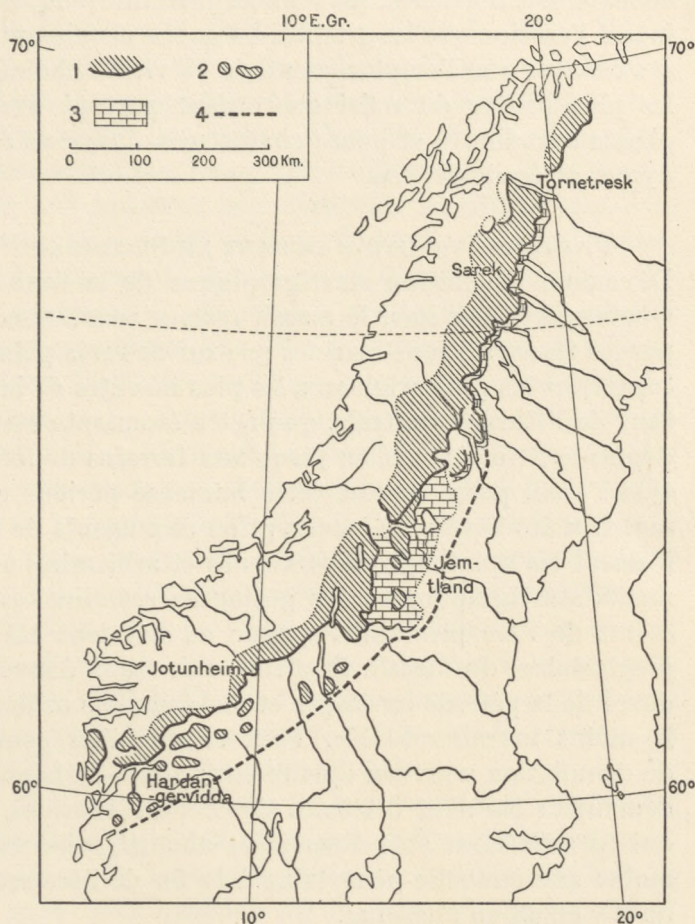 10° E.Gr. 20°
70° 70°
1 2
3 4
0 100 200 300 Km.
Tornetresk
Sarek
Jem-
tland
Jotunheim
Hardan-
gervidda
60° 60°
10° 20°